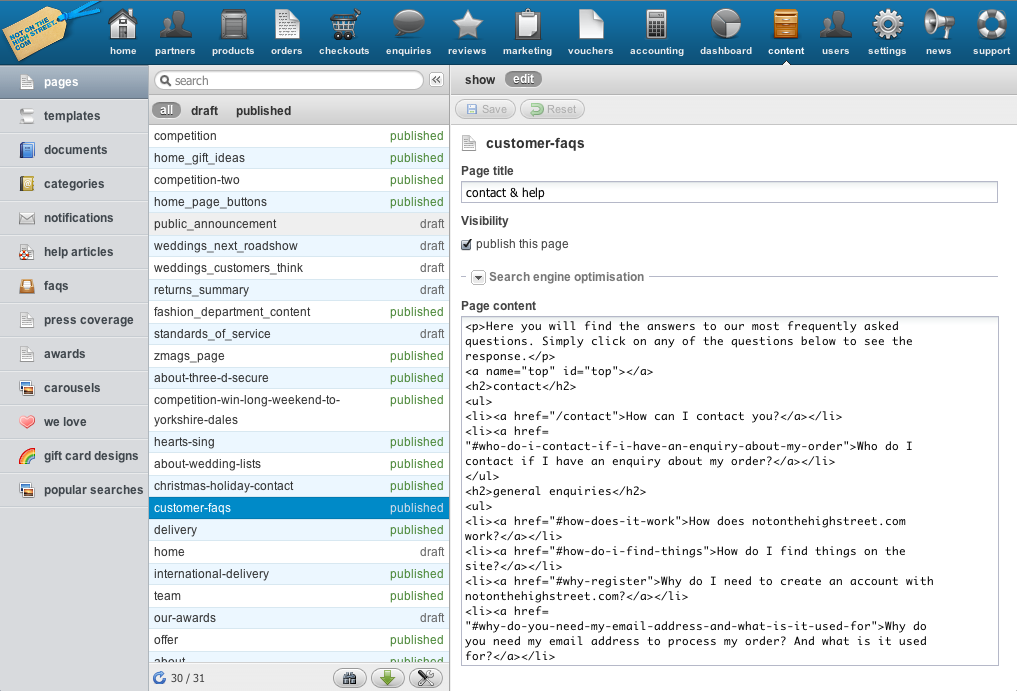 NOT ON THE
HIGH STREET.
COM
home
partners
products
orders
checkouts
enquiries
reviews
marketing
vouchers
accounting
dashboard
content
users
settings
news
support
pages
templates
documents
categories
notifications
help articles
faqs
press coverage
awards
carousels
we love
gift card designs
popular searches
search
all draft published
competition published
home_gift_ideas published
competition-two published
home_page_buttons published
public_announcement draft
weddings_next_roadshow draft
weddings_customers_think draft
returns_summary draft
fashion_department_content published
standards_of_service draft
zmags_page published
about-three-d-secure published
competition-win-long-weekend-to- published
yorkshire-dales
hearts-sing published
about-wedding-lists published
christmas-holiday-contact published
customer-faqs published
delivery published
home draft
international-delivery published
team published
our-awards draft
offer published
about published
30 / 31
show edit
Save Reset
customer-faqs
Page title
contact & help
Visibility
publish this page
Search engine optimisation
Page content
<p>Here you will find the answers to our most frequently asked
questions. Simply click on any of the questions below to see the
response.</p>
<a name="top" id="top"></a>
<h2>contact</h2>
<ul>
<li><a href="/contact">How can I contact you?</a></li>
<li><a href=
"#who-do-i-contact-if-i-have-an-enquiry-about-my-order">Who do I
contact if I have an enquiry about my order?</a></li>
</ul>
<h2>general enquiries</h2>
<ul>
<li><a href="#how-does-it-work">How does notonthehighstreet.com
work?</a></li>
<li><a href="#how-do-i-find-things">How do I find things on the
site?</a></li>
<li><a href="#why-register">Why do I need to create an account with
notonthehighstreet.com?</a></li>
<li><a href=
"#why-do-you-need-my-email-address-and-what-is-it-used-for">Why do
you need my email address to process my order? And what is it used
for?</a></li>